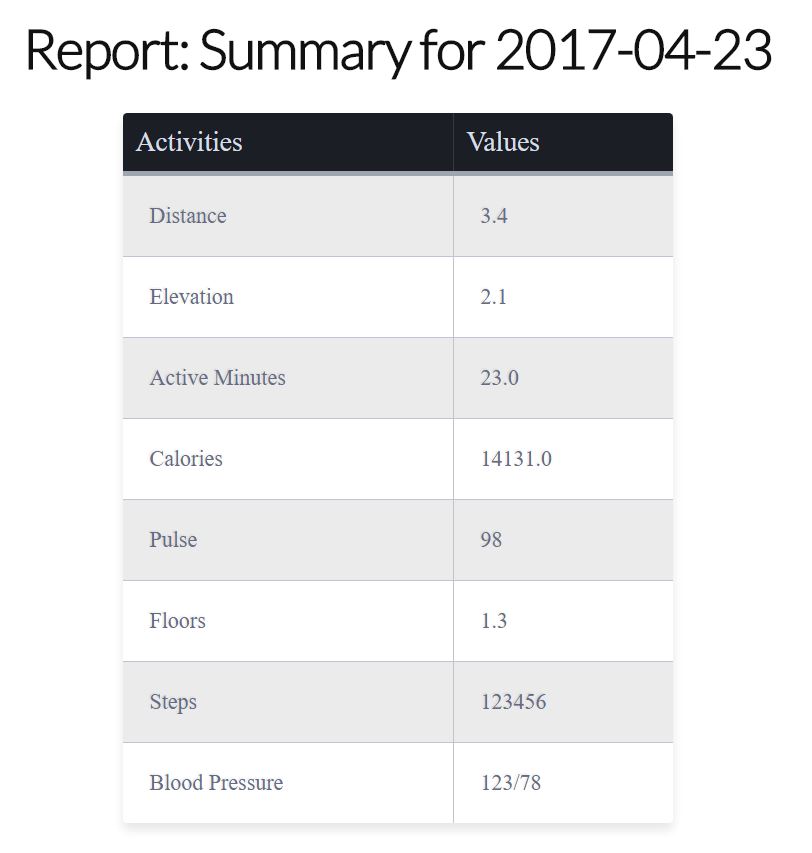 Report: Summary for 2017-04-23
Activities Values
Distance 3.4
Elevation 2.1
Active Minutes 23.0
Calories 14131.0
Pulse 98
Floors 1.3
Steps 123456
Blood Pressure 123/78